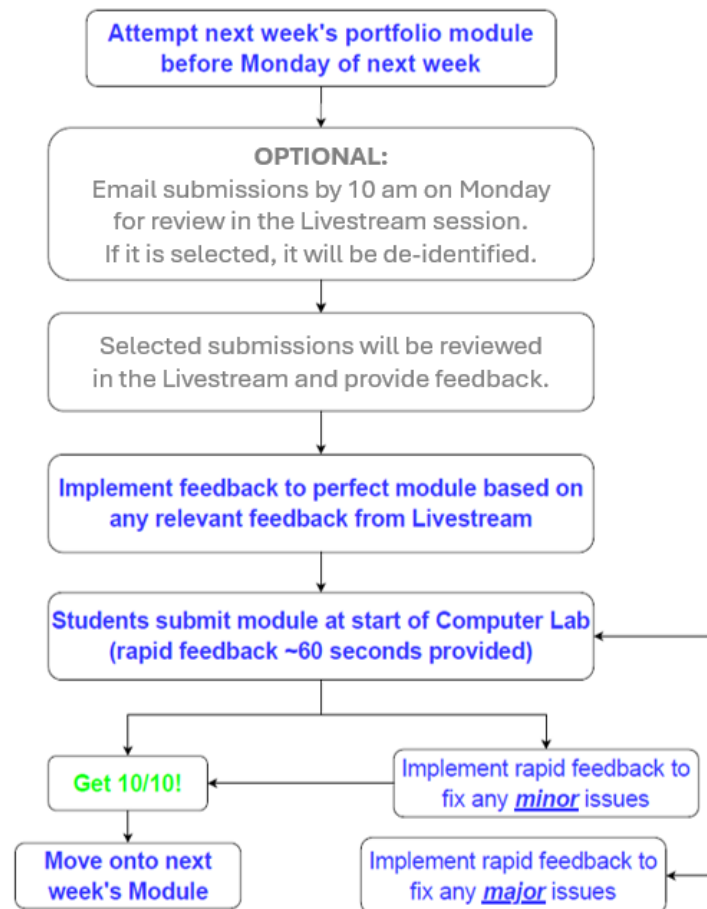 Attempt next week's portfolio module
before Monday of next week
OPTIONAL:
Email submissions by 10 am on Monday
for review in the Livestream session.
If it is selected, it will be de-identified.
Selected submissions will be reviewed
in the Livestream and provide feedback.
Implement feedback to perfect module based on
any relevant feedback from Livestream
Students submit module at start of Computer Lab
(rapid feedback ~60 seconds provided)
Get 10/10!
Implement rapid feedback to
fix any minor issues
Move onto next
week's Module
Implement rapid feedback to
fix any major issues